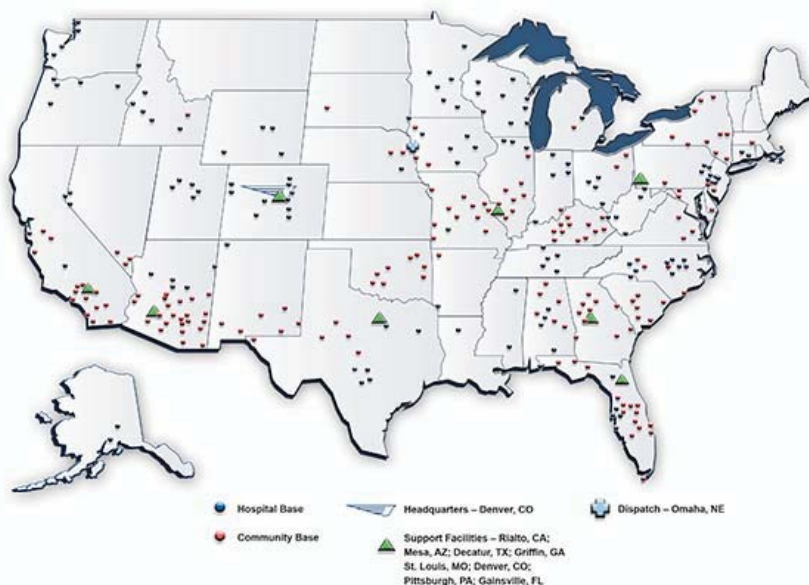 Hospital Base
Headquarters – Denver, CO
Dispatch – Omaha, NE
Community Base
Support Facilities – Rialto, CA;
Mesa, AZ; Decatur, TX; Griffin, GA
St. Louis, MO; Denver, CO;
Pittsburgh, PA; Gainsville, FL